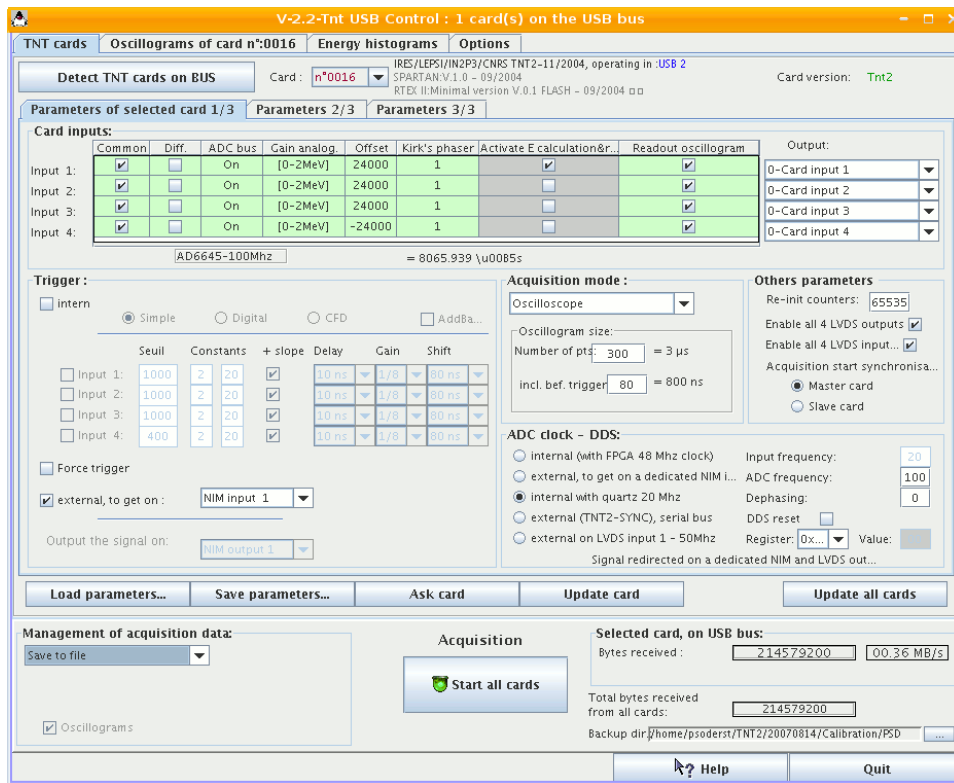 V-2.2-Tnt USB Control : 1 card(s) on the USB bus
TNT cards Oscillograms of card n°:0016 Energy histograms Options
Detect TNT cards on BUS Card : n°0016 IRES/LEPSI/IN2P3/CNRS TNT2-11/2004, operating in :USB 2
SPARTAN:V.1.0 - 09/2004 Card version: Tnt2
RTEX II:Minimal version V.0.1 FLASH - 09/2004 □□
Parameters of selected card 1/3 Parameters 2/3 Parameters 3/3
Card inputs:
Common Diff. ADC bus Gain analog. Offset Kirk's phaser Activate E calculation&r... Readout oscillogram Output:
Input 1: On [0-2MeV] 24000 1 0-Card input 1
Input 2: On [0-2MeV] 24000 1 0-Card input 2
Input 3: On [0-2MeV] 24000 1 0-Card input 3
Input 4: On [0-2MeV] -24000 1 0-Card input 4
AD6645-100Mhz = 8065.939 \u00B5s
Trigger :
intern
Simple Digital CFD AddBa...
Seuil Constants + slope Delay Gain Shift
Input 1: 1000 2 20 10 ns 1/8 80 ns
Input 2: 1000 2 20 10 ns 1/8 80 ns
Input 3: 1000 2 20 10 ns 1/8 80 ns
Input 4: 400 2 20 10 ns 1/8 80 ns
Force trigger
external, to get on : NIM input 1
Output the signal on: NIM output 1
Acquisition mode :
Oscilloscope
Oscillogram size:
Number of pts: 300 = 3 µs
incl. bef. trigger 80 = 800 ns
Others parameters
Re-init counters: 65535
Enable all 4 LVDS outputs
Enable all 4 LVDS input...
Acquisition start synchronisa...
Master card
Slave card
ADC clock - DDS:
internal (with FPGA 48 Mhz clock) Input frequency: 20
external, to get on a dedicated NIM i... ADC frequency: 100
internal with quartz 20 Mhz Dephasing: 0
external (TNT2-SYNC), serial bus DDS reset
external on LVDS input 1 - 50Mhz Register: 0x... Value:
Signal redirected on a dedicated NIM and LVDS out...
Load parameters... Save parameters... Ask card Update card Update all cards
Management of acquisition data:
Save to file
Oscillograms
Acquisition
Start all cards
Selected card, on USB bus:
Bytes received : 214579200 00.36 MB/s
Total bytes received
from all cards: 214579200
Backup dir: /home/psoderst/TNT2/20070814/Calibration/PSD ...
? Help Quit